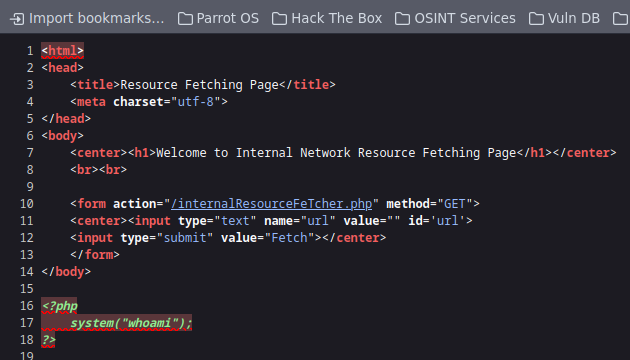 Import bookmarks... Parrot OS Hack The Box OSINT Services Vuln DB
1 <html>
2 <head>
3     <title>Resource Fetching Page</title>
4     <meta charset="utf-8">
5 </head>
6 <body>
7     <center><h1>Welcome to Internal Network Resource Fetching Page</h1></center>
8     <br><br>
9
10     <form action="/internalResourceFeTcher.php" method="GET">
11     <center><input type="text" name="url" value="" id='url'>
12     <input type="submit" value="Fetch"></center>
13     </form>
14 </body>
15
16 <?php
17     system("whoami");
18 ?>
19